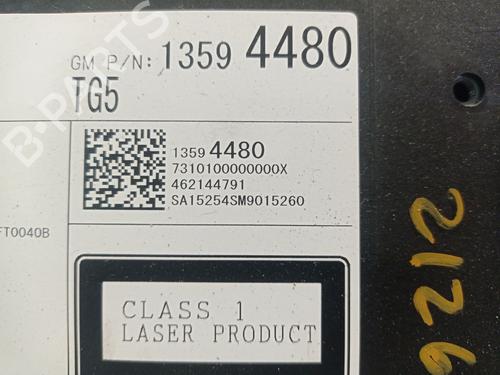 GM P/N: 1359 4480
TG5
1359 4480
7310100000000X
462144791
SA15254SM9015260
FT0040B
CLASS 1
LASER PRODUCT
2126
B-PARTS